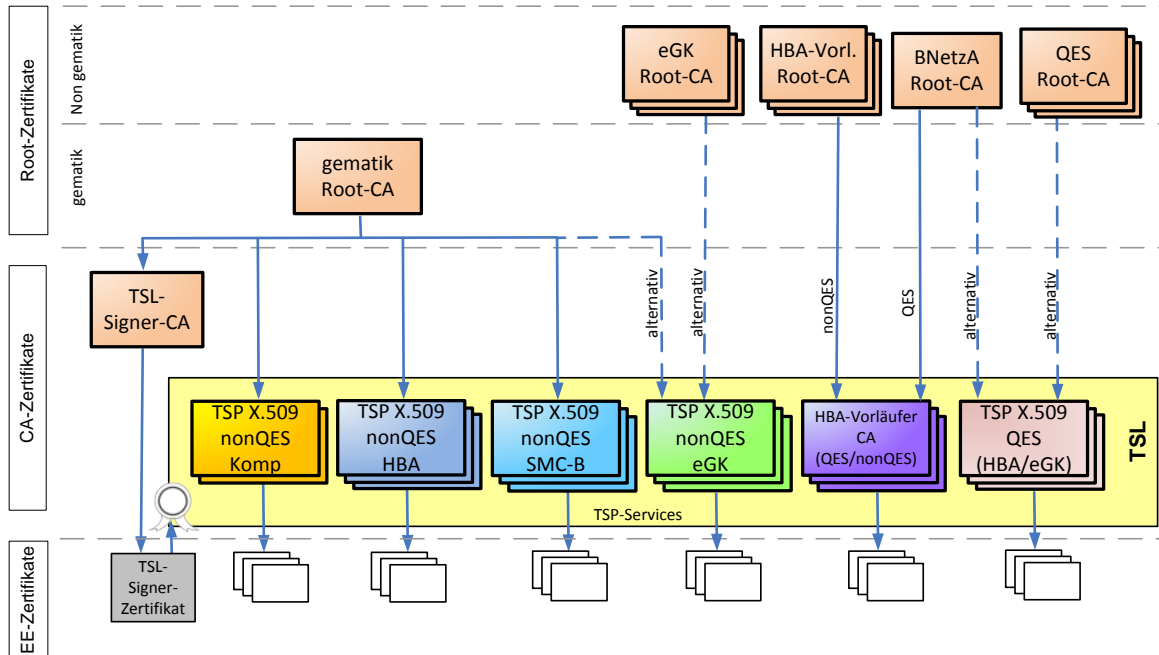 Root-Zertifikate
Non gematik
eGK
Root-CA
HBA-Vorl.
Root-CA
BNetzA
Root-CA
QES
Root-CA
gematik
gematik
Root-CA
CA-Zertifikate
TSL-
Signer-CA
alternativ
alternativ
nonQES
QES
alternativ
alternativ
TSP X.509
nonQES
Komp
TSP X.509
nonQES
HBA
TSP X.509
nonQES
SMC-B
TSP X.509
nonQES
eGK
HBA-Vorläufer
CA
(QES/nonQES)
TSP X.509
QES
(HBA/eGK)
TSL
TSP-Services
EE-Zertifikate
TSL-
Signer-
Zertifikat